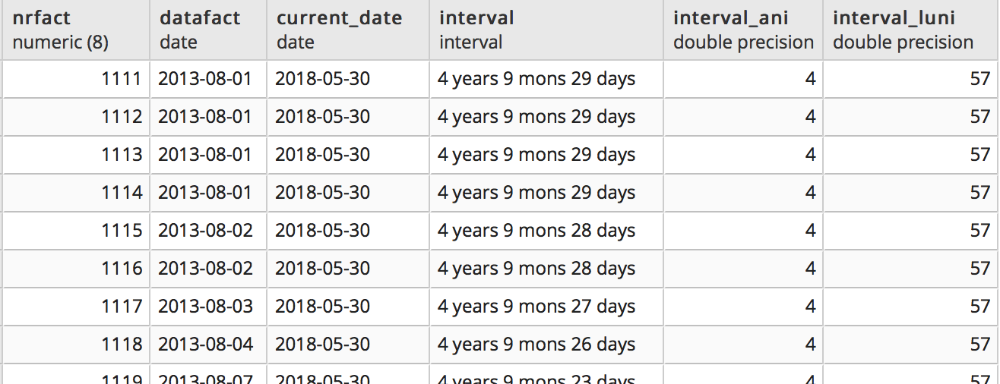 nrfact datafact current_date interval interval_ani interval_luni
numeric (8) date date interval double precision double precision
1111 2013-08-01 2018-05-30 4 years 9 mons 29 days 4 57
1112 2013-08-01 2018-05-30 4 years 9 mons 29 days 4 57
1113 2013-08-01 2018-05-30 4 years 9 mons 29 days 4 57
1114 2013-08-01 2018-05-30 4 years 9 mons 29 days 4 57
1115 2013-08-02 2018-05-30 4 years 9 mons 28 days 4 57
1116 2013-08-02 2018-05-30 4 years 9 mons 28 days 4 57
1117 2013-08-03 2018-05-30 4 years 9 mons 27 days 4 57
1118 2013-08-04 2018-05-30 4 years 9 mons 26 days 4 57
1119 2013-08-07 2018-05-30 4 years 9 mons 23 days 4 57